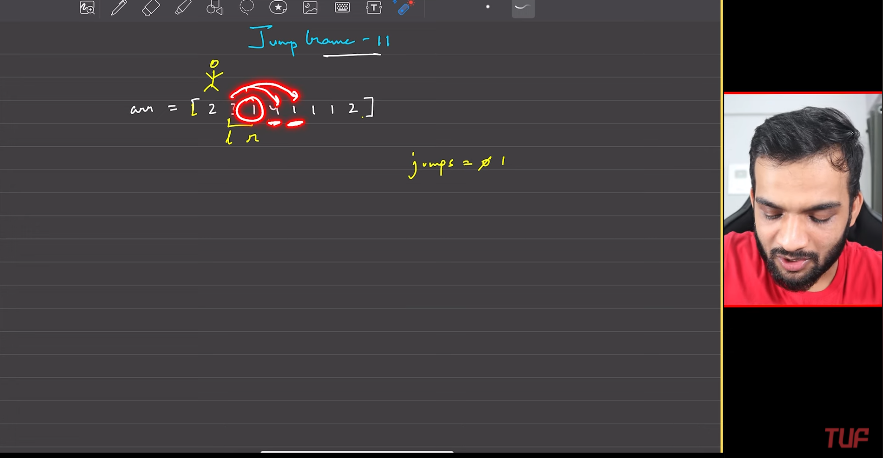 Jump Game - II
arr = [ 2 3 1 4 1 1 1 2 ]
l r
jumps = 0 1
TUF